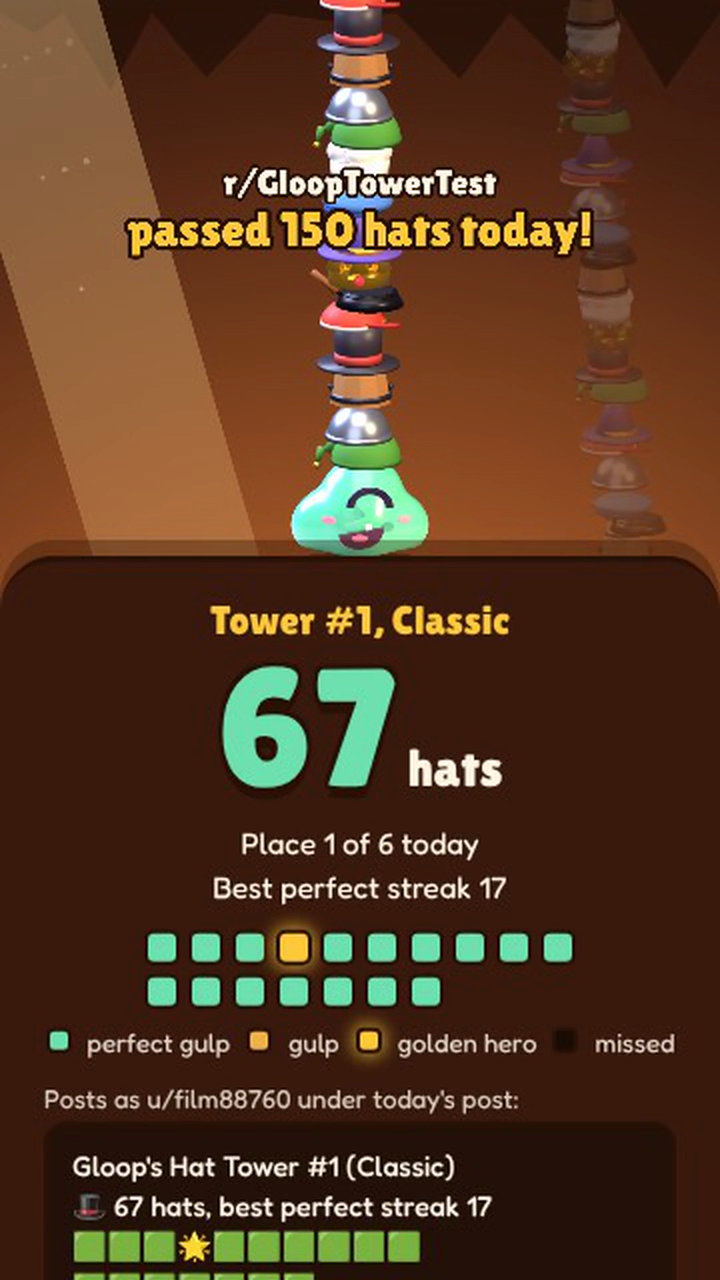 r/GloopTowerTest
passed 150 hats today!
Tower #1, Classic
67 hats
Place 1 of 6 today
Best perfect streak 17
perfect gulp gulp golden hero missed
Posts as u/film88760 under today's post:
Gloop's Hat Tower #1 (Classic)
🎩 67 hats, best perfect streak 17
🟩🟩🟩🌟🟩🟩🟩🟩🟩🟩